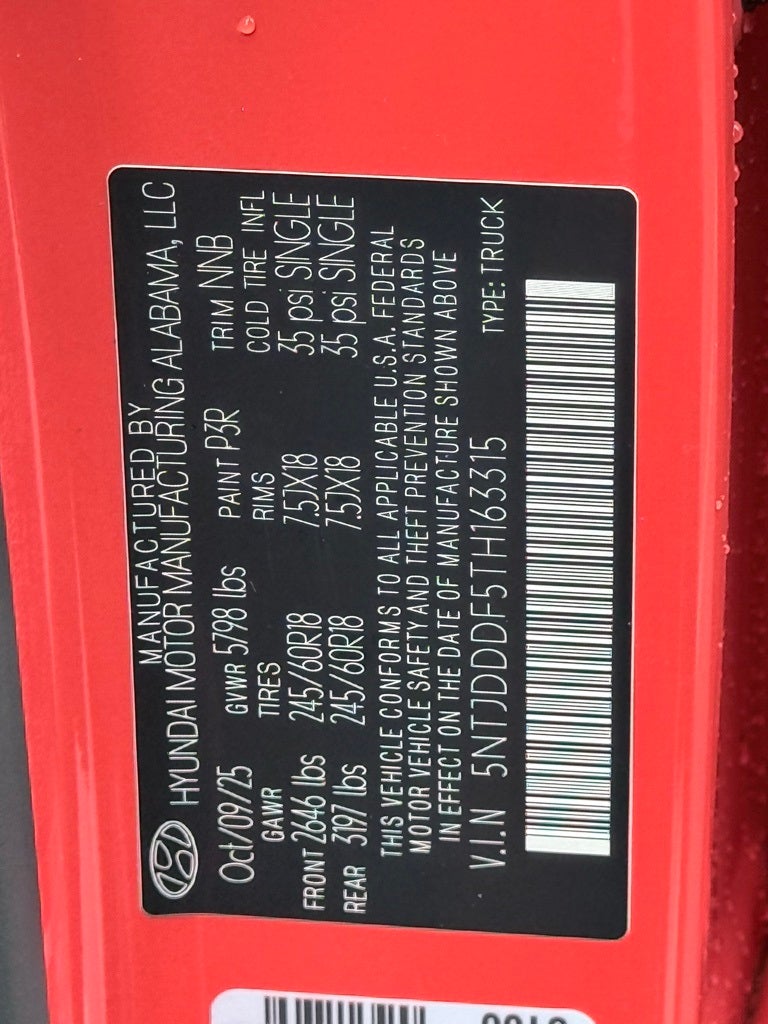 MANUFACTURED BY
HYUNDAI MOTOR MANUFACTURING ALABAMA, LLC
Oct/09/25 GVWR 5798 lbs PAINT P3R TRIM NNB
GAWR TIRES RIMS COLD TIRE INFL
FRONT 2646 lbs 245/60R18 7.5JX18 35 psi SINGLE
REAR 3197 lbs 245/60R18 7.5JX18 35 psi SINGLE
THIS VEHICLE CONFORMS TO ALL APPLICABLE U.S.A. FEDERAL
MOTOR VEHICLE SAFETY AND THEFT PREVENTION STANDARDS
IN EFFECT ON THE DATE OF MANUFACTURE SHOWN ABOVE
V.I.N 5NTJDDDF5TH163315 TYPE: TRUCK